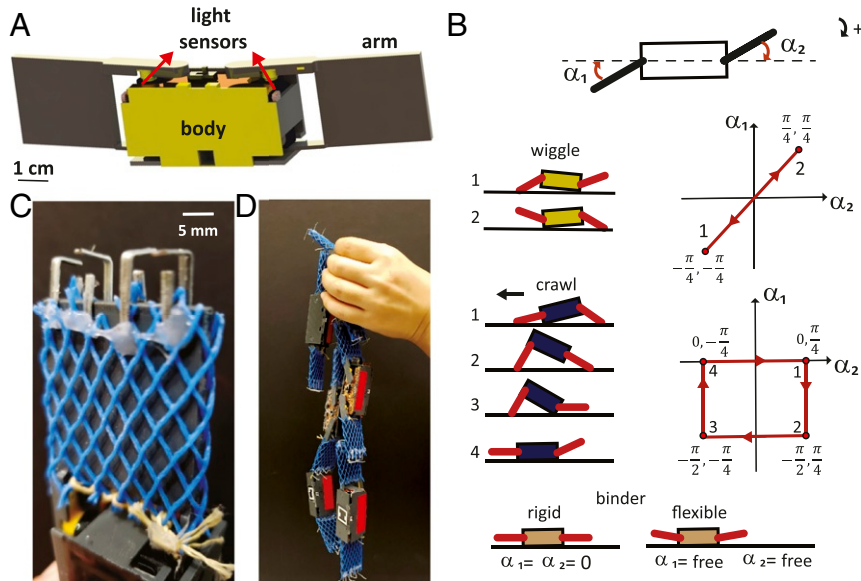 A
light
sensors
arm
body
1 cm
B
α₁
α₂
+
wiggle
1
2
α₁
π/4, π/4
2
α₂
1
-π/4, -π/4
C
5 mm
D
crawl
1
2
3
4
α₁
0, -π/4
0, π/4
α₂
4
1
3
2
-π/2, -π/4
-π/2, π/4
binder
rigid
flexible
α₁= α₂= 0
α₁= free α₂= free